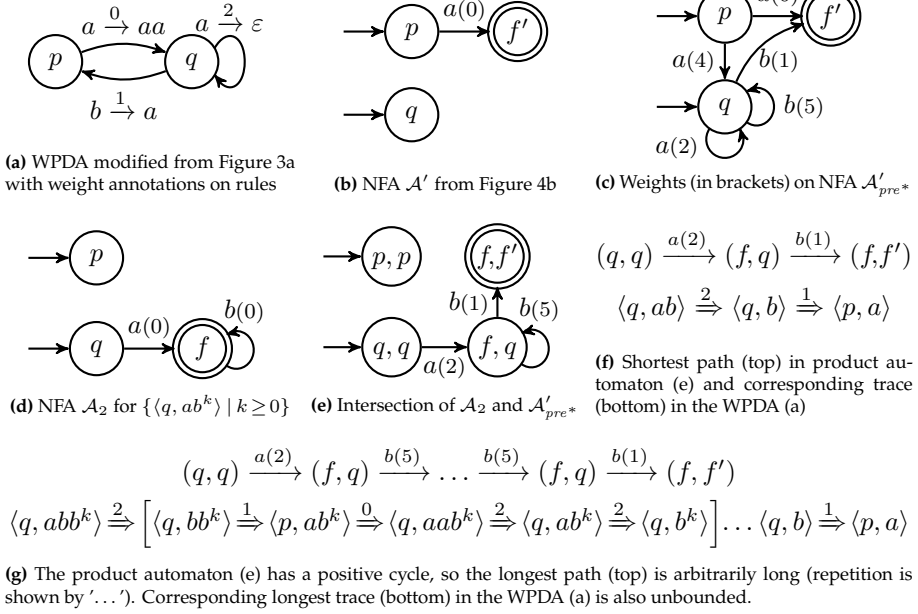 a →⁰ aa
a →² ε
p
q
b →¹ a
(a) WPDA modified from Figure 3a
with weight annotations on rules
p
a(0)
f′
q
(b) NFA 𝒜′ from Figure 4b
p
f′
a(4)
b(1)
q
b(5)
a(2)
(c) Weights (in brackets) on NFA 𝒜′ₚᵣₑ*
p
q
a(0)
f
b(0)
(d) NFA 𝒜₂ for {⟨q, abᵏ⟩ | k ≥ 0}
p, p
f,f′
b(1)
b(5)
q, q
a(2)
f, q
(e) Intersection of 𝒜₂ and 𝒜′ₚᵣₑ*
(q, q) —a(2)→ (f, q) —b(1)→ (f,f′)
⟨q, ab⟩ ⇒² ⟨q, b⟩ ⇒¹ ⟨p, a⟩
(f) Shortest path (top) in product au-
tomaton (e) and corresponding trace
(bottom) in the WPDA (a)
(q, q) —a(2)→ (f, q) —b(5)→ … —b(5)→ (f, q) —b(1)→ (f, f′)
⟨q, abbᵏ⟩ ⇒² [⟨q, bbᵏ⟩ ⇒¹ ⟨p, abᵏ⟩ ⇒⁰ ⟨q, aabᵏ⟩ ⇒² ⟨q, abᵏ⟩ ⇒² ⟨q, bᵏ⟩] … ⟨q, b⟩ ⇒¹ ⟨p, a⟩
(g) The product automaton (e) has a positive cycle, so the longest path (top) is arbitrarily long (repetition is
shown by '…'). Corresponding longest trace (bottom) in the WPDA (a) is also unbounded.